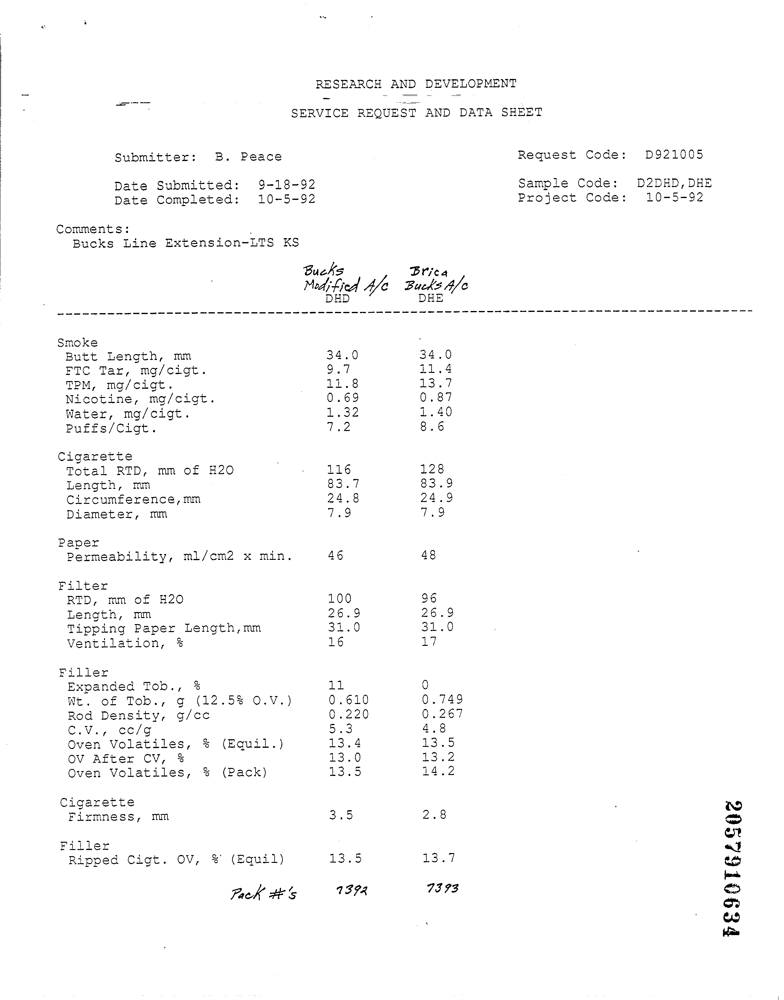 RESEARCH AND DEVELOPMENT
SERVICE REQUEST AND DATA SHEET
Submitter: B. Peace Request Code: D921005
Date Submitted: 9-18-92 Sample Code: D2DHD,DHE
Date Completed: 10-5-92 Project Code: 10-5-92
Comments:
Bucks Line Extension-LTS KS
Bucks Brica
Modified A/C Bucks A/C
DHD DHE
Smoke
Butt Length, mm 34.0 34.0
FTC Tar, mg/cigt. 9.7 11.4
TPM, mg/cigt. 11.8 13.7
Nicotine, mg/cigt. 0.69 0.87
Water, mg/cigt. 1.32 1.40
Puffs/Cigt. 7.2 8.6
Cigarette
Total RTD, mm of H2O 116 128
Length, mm 83.7 83.9
Circumference,mm 24.8 24.9
Diameter, mm 7.9 7.9
Paper
Permeability, ml/cm2 x min. 46 48
Filter
RTD, mm of H2O 100 96
Length, mm 26.9 26.9
Tipping Paper Length,mm 31.0 31.0
Ventilation, % 16 17
Filler
Expanded Tob., % 11 0
Wt. of Tob., g (12.5% O.V.) 0.610 0.749
Rod Density, g/cc 0.220 0.267
C.V., cc/g 5.3 4.8
Oven Volatiles, % (Equil.) 13.4 13.5
OV After CV, % 13.0 13.2
Oven Volatiles, % (Pack) 13.5 14.2
Cigarette
Firmness, mm 3.5 2.8
Filler
Ripped Cigt. OV, % (Equil) 13.5 13.7
Pack #'s 7392 7393
2057910634